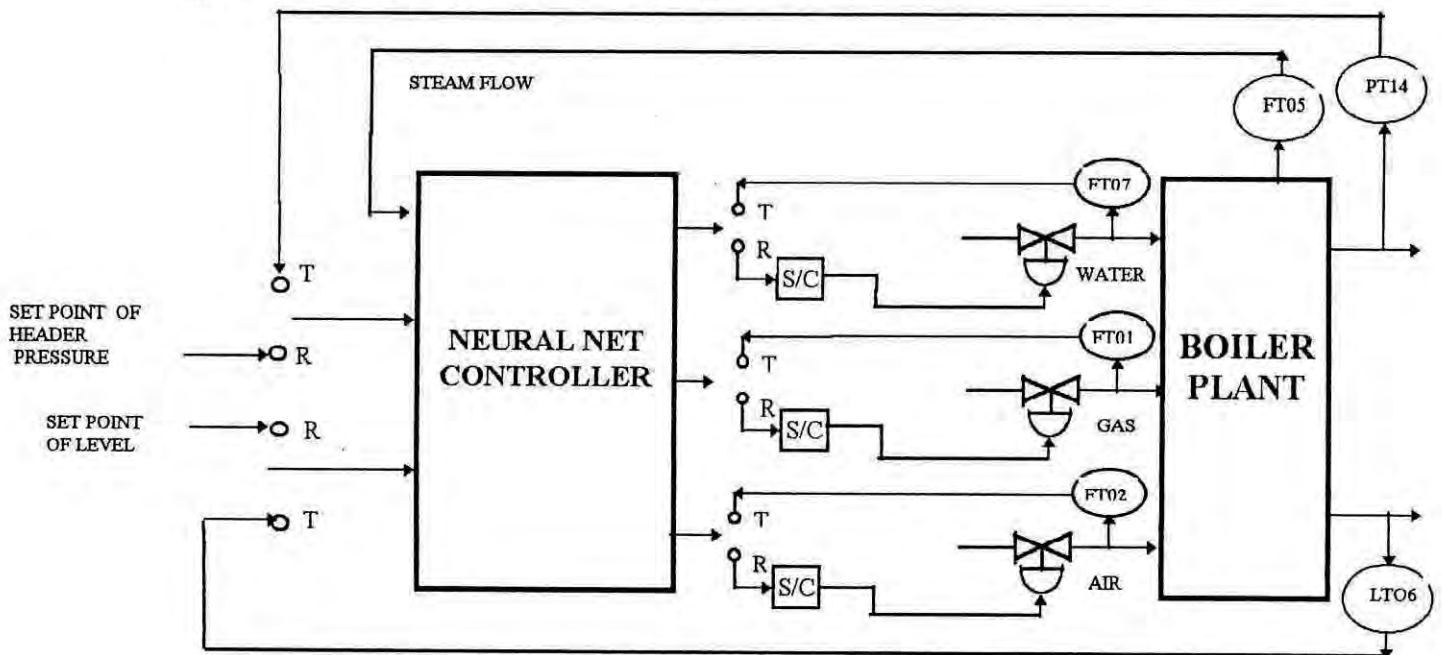 PT14
FT05
STEAM FLOW
FT07
T
R
S/C
WATER
T
SET POINT OF
HEADER
PRESSURE
R
NEURAL NET
CONTROLLER
BOILER
PLANT
FT01
T
R
S/C
GAS
SET POINT
OF LEVEL
R
T
FT02
T
R
S/C
AIR
LTO6